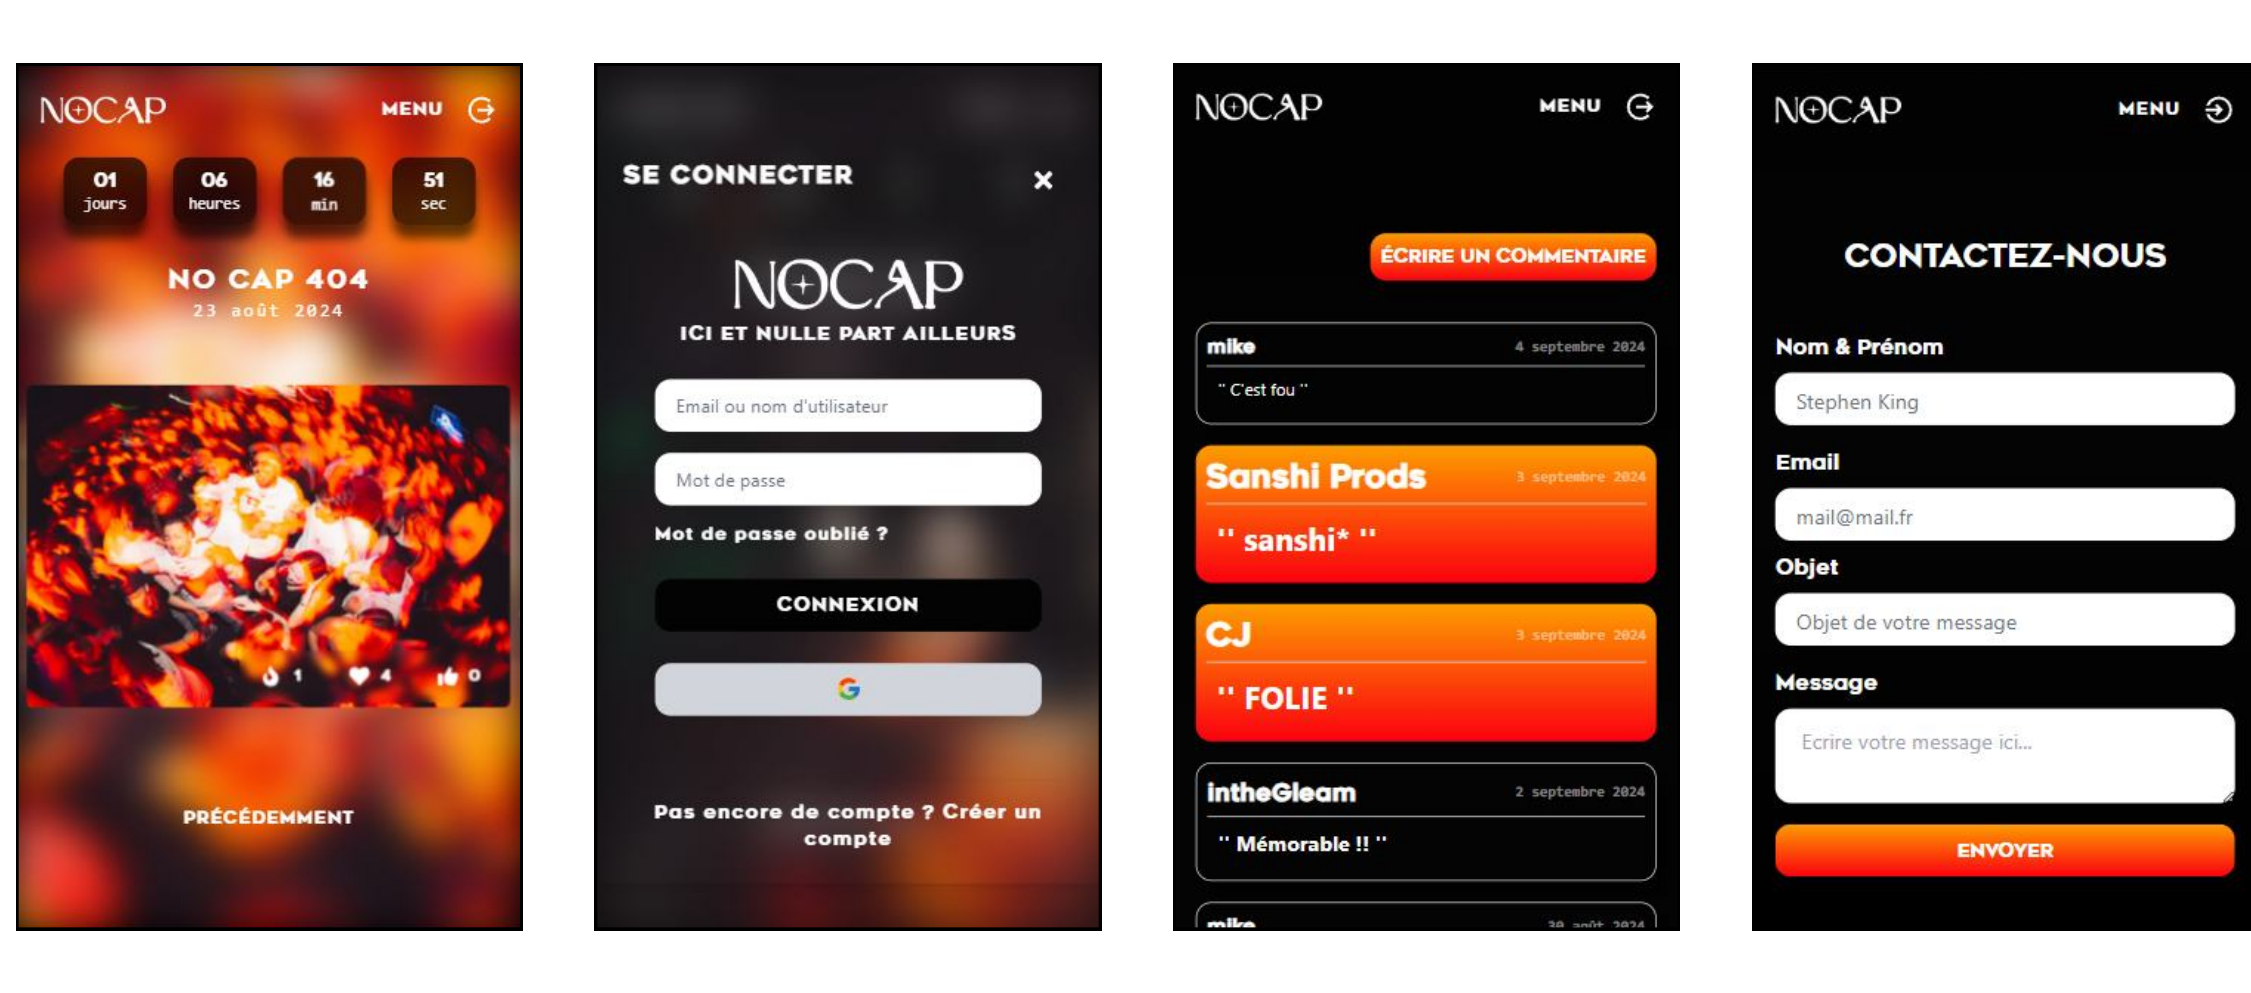 NOCAP
MENU
01
jours
06
heures
16
min
51
sec
NO CAP 404
23 août 2024
1
4
0
PRÉCÉDEMMENT
SE CONNECTER
NOCAP
ICI ET NULLE PART AILLEURS
Email ou nom d'utilisateur
Mot de passe
Mot de passe oublié ?
CONNEXION
G
Pas encore de compte ? Créer un
compte
NOCAP
MENU
ÉCRIRE UN COMMENTAIRE
mike
4 septembre 2024
" C'est fou "
Sanshi Prods
3 septembre 2024
" sanshi* "
CJ
3 septembre 2024
" FOLIE "
intheGleam
2 septembre 2024
" Mémorable !! "
mike
30 août 2024
NOCAP
MENU
CONTACTEZ-NOUS
Nom & Prénom
Stephen King
Email
mail@mail.fr
Objet
Objet de votre message
Message
Ecrire votre message ici...
ENVOYER